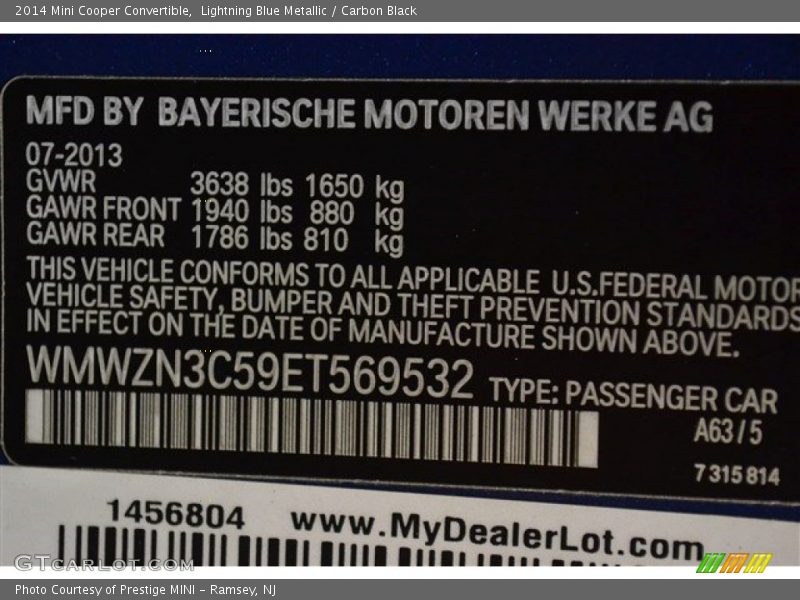 2014 Mini Cooper Convertible,  Lightning Blue Metallic / Carbon Black
MFD BY BAYERISCHE MOTOREN WERKE AG
07-2013
GVWR 3638 lbs 1650 kg
GAWR FRONT 1940 lbs 880 kg
GAWR REAR 1786 lbs 810 kg
THIS VEHICLE CONFORMS TO ALL APPLICABLE U.S.FEDERAL MOTOR
VEHICLE SAFETY, BUMPER AND THEFT PREVENTION STANDARDS
IN EFFECT ON THE DATE OF MANUFACTURE SHOWN ABOVE.
WMWZN3C59ET569532 TYPE: PASSENGER CAR
A63/5
7315814
1456804 www.MyDealerLot.com
GTCarLot.com
Photo Courtesy of Prestige MINI - Ramsey, NJ